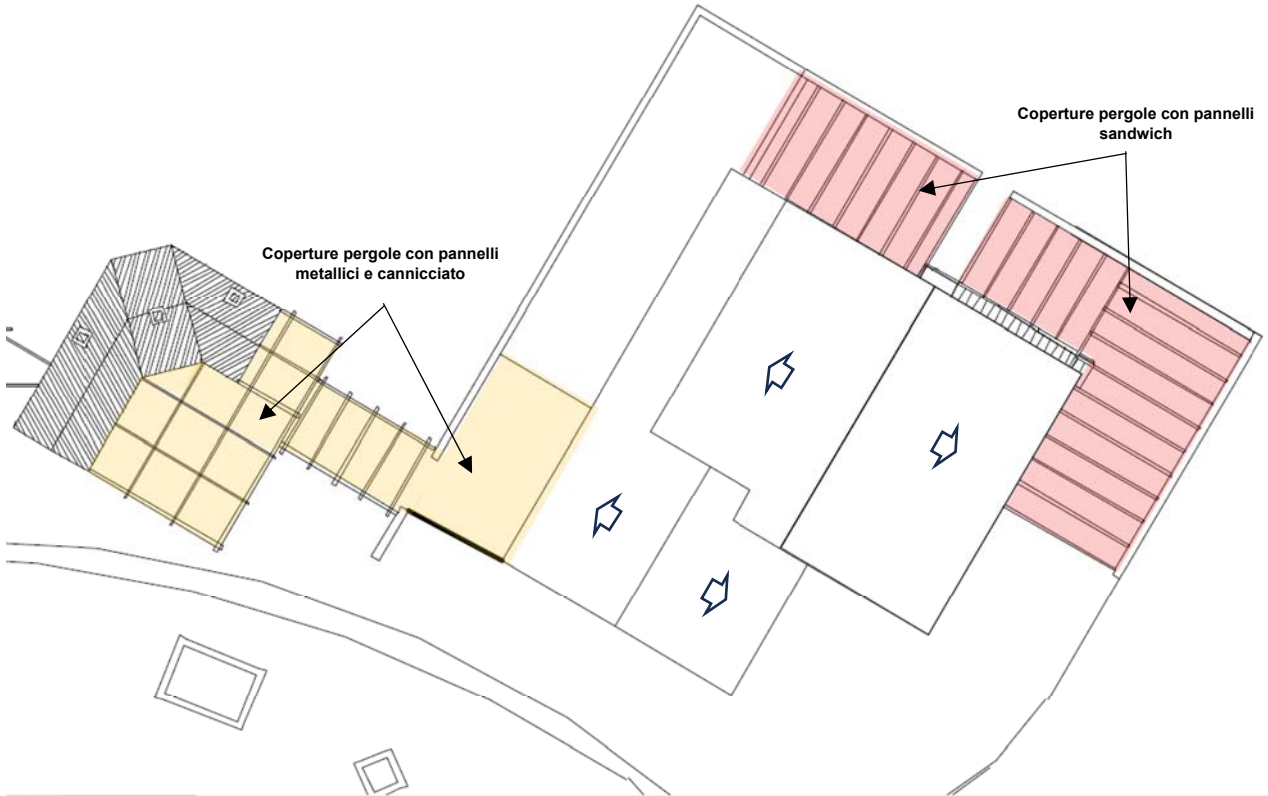 Coperture pergole con pannelli
sandwich
Coperture pergole con pannelli
metallici e cannicciato